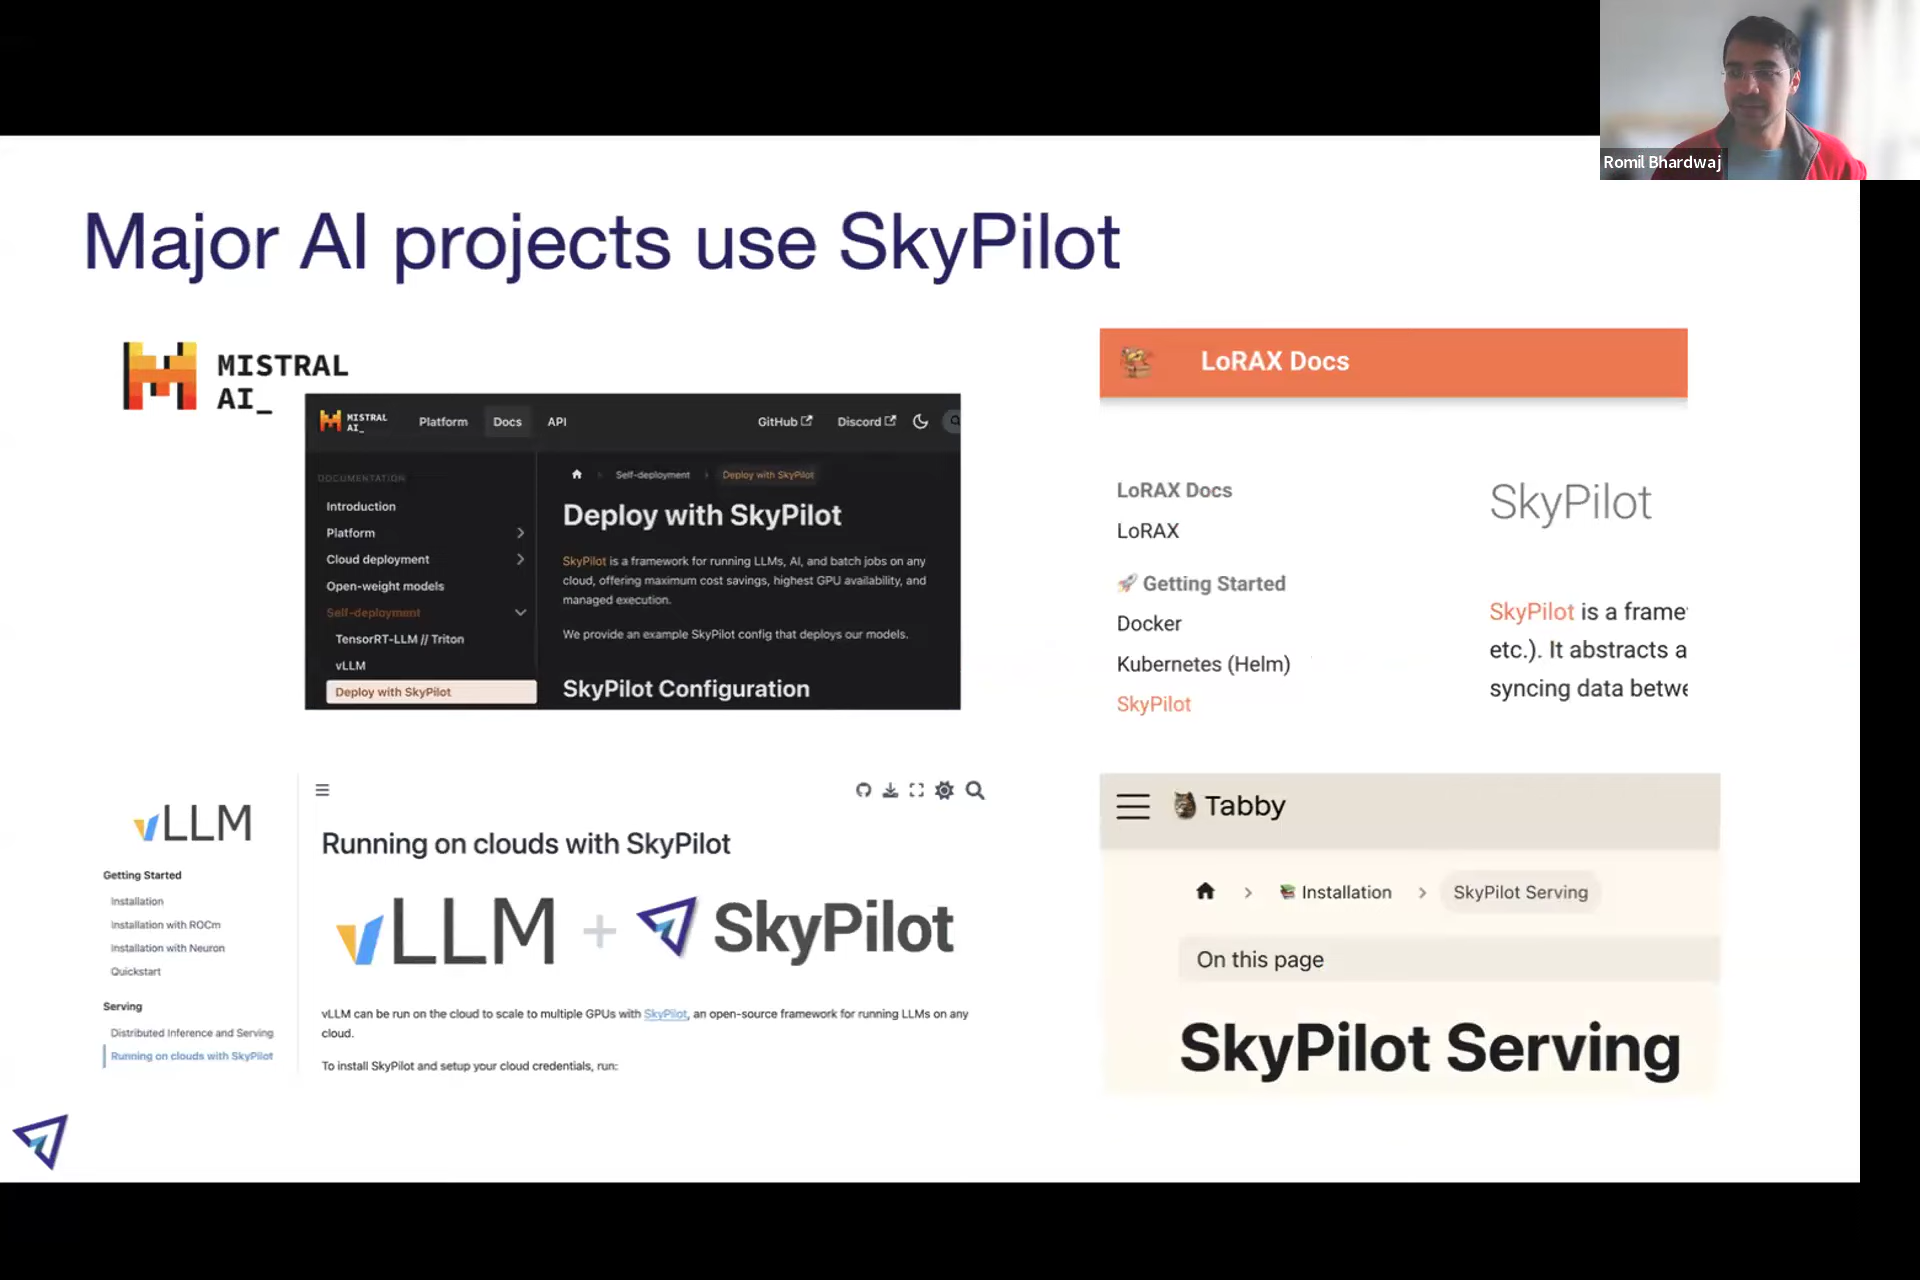 Romil Bhardwaj
Major AI projects use SkyPilot
MISTRAL
AI_
MISTRAL
AI_
Platform
Docs
API
GitHub
Discord
DOCUMENTATION
Introduction
Platform
Cloud deployment
Open-weight models
Self-deployment
TensorRT-LLM // Triton
vLLM
Deploy with SkyPilot
Self-deployment
Deploy with SkyPilot
Deploy with SkyPilot
SkyPilot is a framework for running LLMs, AI, and batch jobs on any
cloud, offering maximum cost savings, highest GPU availability, and
managed execution.
We provide an example SkyPilot config that deploys our models.
SkyPilot Configuration
LoRAX Docs
LoRAX Docs
LoRAX
🚀 Getting Started
Docker
Kubernetes (Helm)
SkyPilot
SkyPilot
SkyPilot is a frame
etc.). It abstracts a
syncing data betwe
vLLM
Getting Started
Installation
Installation with ROCm
Installation with Neuron
Quickstart
Serving
Distributed Inference and Serving
Running on clouds with SkyPilot
Running on clouds with SkyPilot
vLLM + SkyPilot
vLLM can be run on the cloud to scale to multiple GPUs with SkyPilot, an open-source framework for running LLMs on any
cloud.
To install SkyPilot and setup your cloud credentials, run:
Tabby
Installation
SkyPilot Serving
On this page
SkyPilot Serving